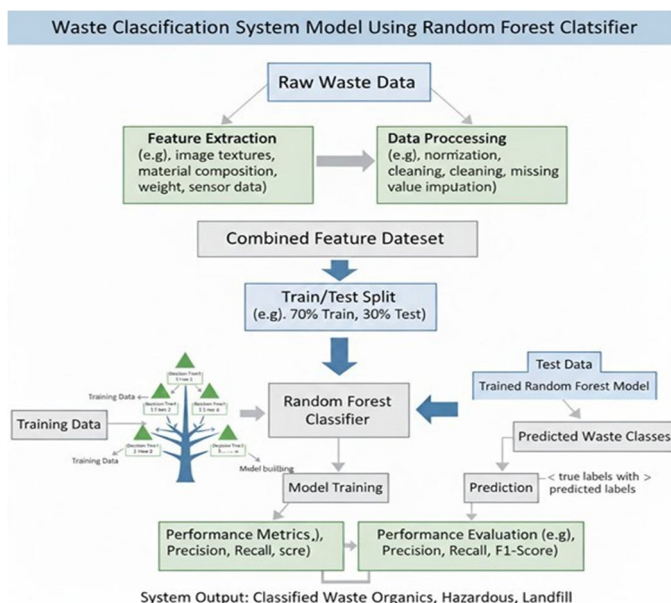 Waste Clascification System Model Using Random Forest Clatsifier
Raw Waste Data
Feature Extraction
(e.g), image textures,
material composition,
weight, sensor data)
Data Proccessing
(e.g), normization,
cleaning, cleaning, missing
value impuation)
Combined Feature Dateset
Train/Test Split
(e.g). 70% Train, 30% Test)
Training Data
Training Data
Training Data
Model building
Random Forest
Classifier
Test Data
Trained Random Forest Model
Predicted Waste Classes
Model Training
Prediction
< true labels with >
predicted labels
Performance Metrics.),
Precision, Recall, scre)
Performance Evaluation (e.g),
Precision, Recall, F1-Score)
System Output: Classified Waste Organics, Hazardous, Landfill